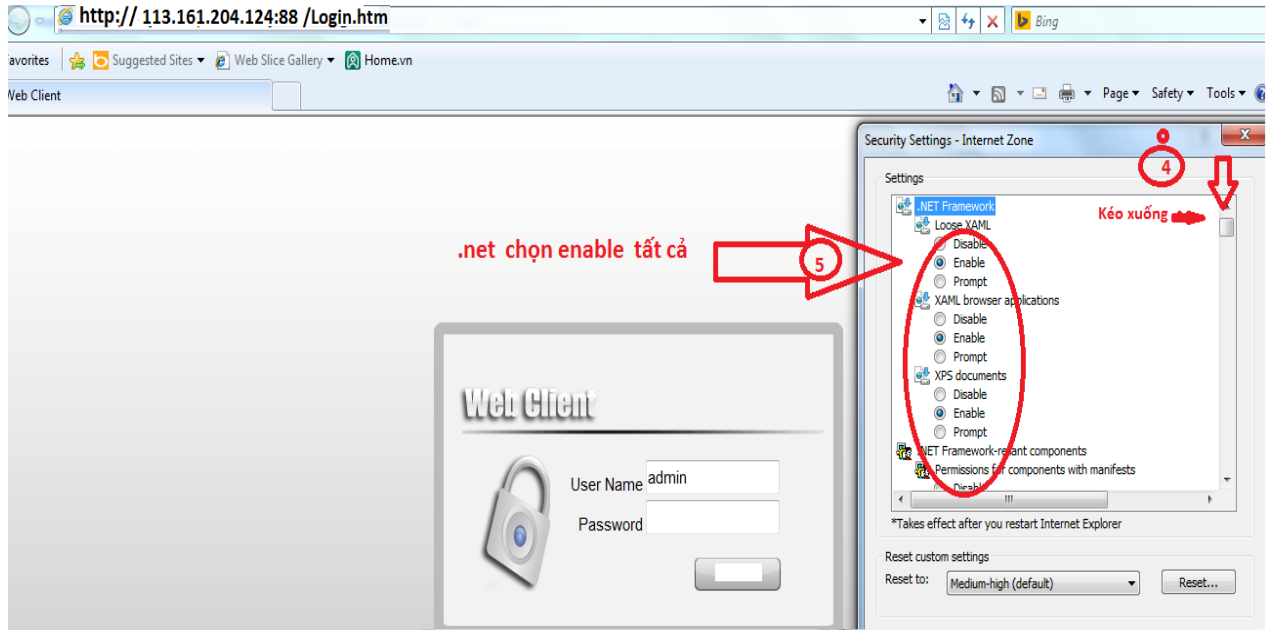 http:// 113.161.204.124:88 /Login.htm
Bing
avorites Suggested Sites Web Slice Gallery Home.vn
Web Client
Page Safety Tools
Security Settings - Internet Zone
4
Settings
.NET Framework
Kéo xuống
Loose XAML
Disable
.net chọn enable tất cả
5
Enable
Prompt
XAML browser applications
Disable
Enable
Prompt
XPS documents
Disable
Enable
Prompt
.NET Framework-reliant components
Permissions for components with manifests
Disable
*Takes effect after you restart Internet Explorer
Reset custom settings
Reset to: Medium-high (default) Reset...
Web Client
User Name admin
Password